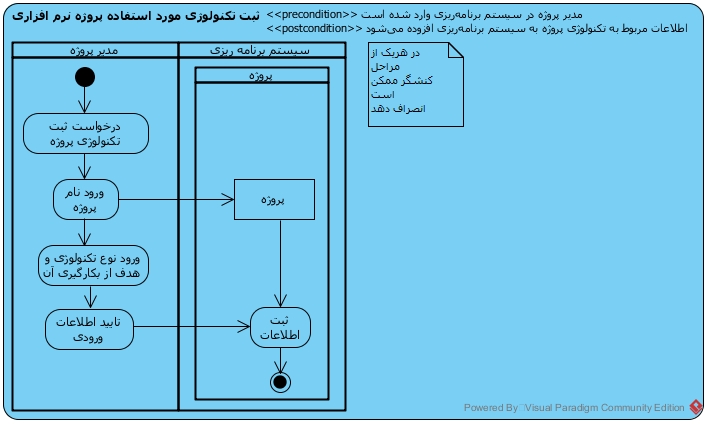 ثبت تکنولوژی مورد استفاده پروژه نرم افزاری <<precondition>> مدیر پروژه در سیستم برنامه‌ریزی وارد شده است
<<postcondition>> اطلاعات مربوط به تکنولوژی پروژه به سیستم برنامه‌ریزی افزوده می‌شود
مدیر پروژه
سیستم برنامه ریزی
پروژه
در هریک از
مراحل
کنشگر ممکن
است
انصراف دهد
درخواست ثبت
تکنولوژی پروژه
ورود نام
پروژه
پروژه
ورود نوع تکنولوژی و
هدف از بکارگیری آن
تایید اطلاعات
ورودی
ثبت
اطلاعات
Powered By Visual Paradigm Community Edition